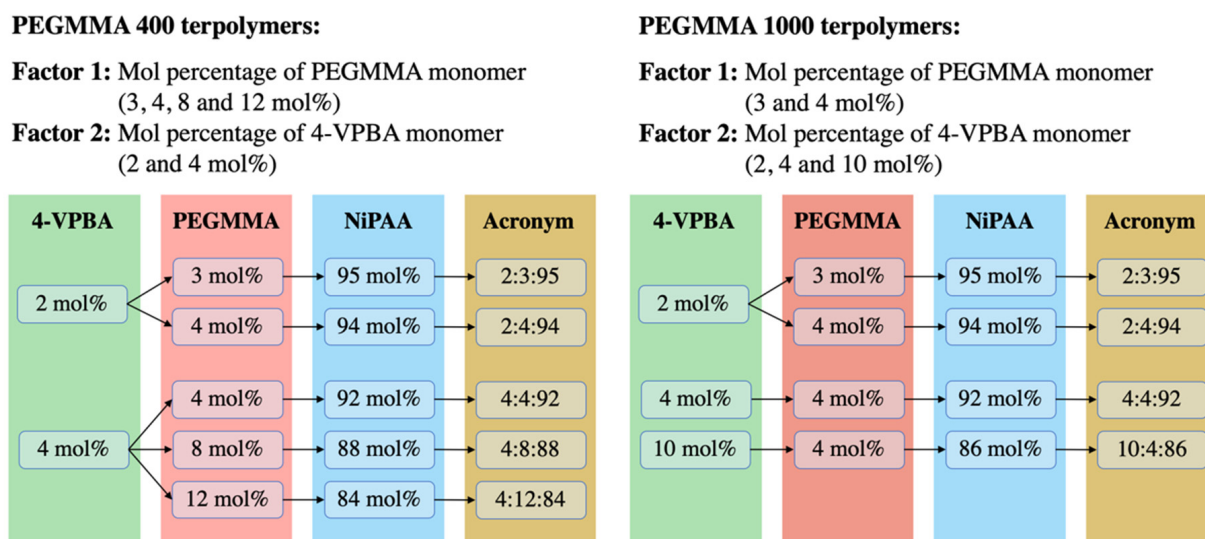 PEGMMA 400 terpolymers:
Factor 1: Mol percentage of PEGMMA monomer
(3, 4, 8 and 12 mol%)
Factor 2: Mol percentage of 4-VPBA monomer
(2 and 4 mol%)
4-VPBA PEGMMA NiPAA Acronym
2 mol%
3 mol% 95 mol% 2:3:95
4 mol% 94 mol% 2:4:94
4 mol%
4 mol% 92 mol% 4:4:92
8 mol% 88 mol% 4:8:88
12 mol% 84 mol% 4:12:84
PEGMMA 1000 terpolymers:
Factor 1: Mol percentage of PEGMMA monomer
(3 and 4 mol%)
Factor 2: Mol percentage of 4-VPBA monomer
(2, 4 and 10 mol%)
4-VPBA PEGMMA NiPAA Acronym
2 mol%
3 mol% 95 mol% 2:3:95
4 mol% 94 mol% 2:4:94
4 mol% 4 mol% 92 mol% 4:4:92
10 mol% 4 mol% 86 mol% 10:4:86